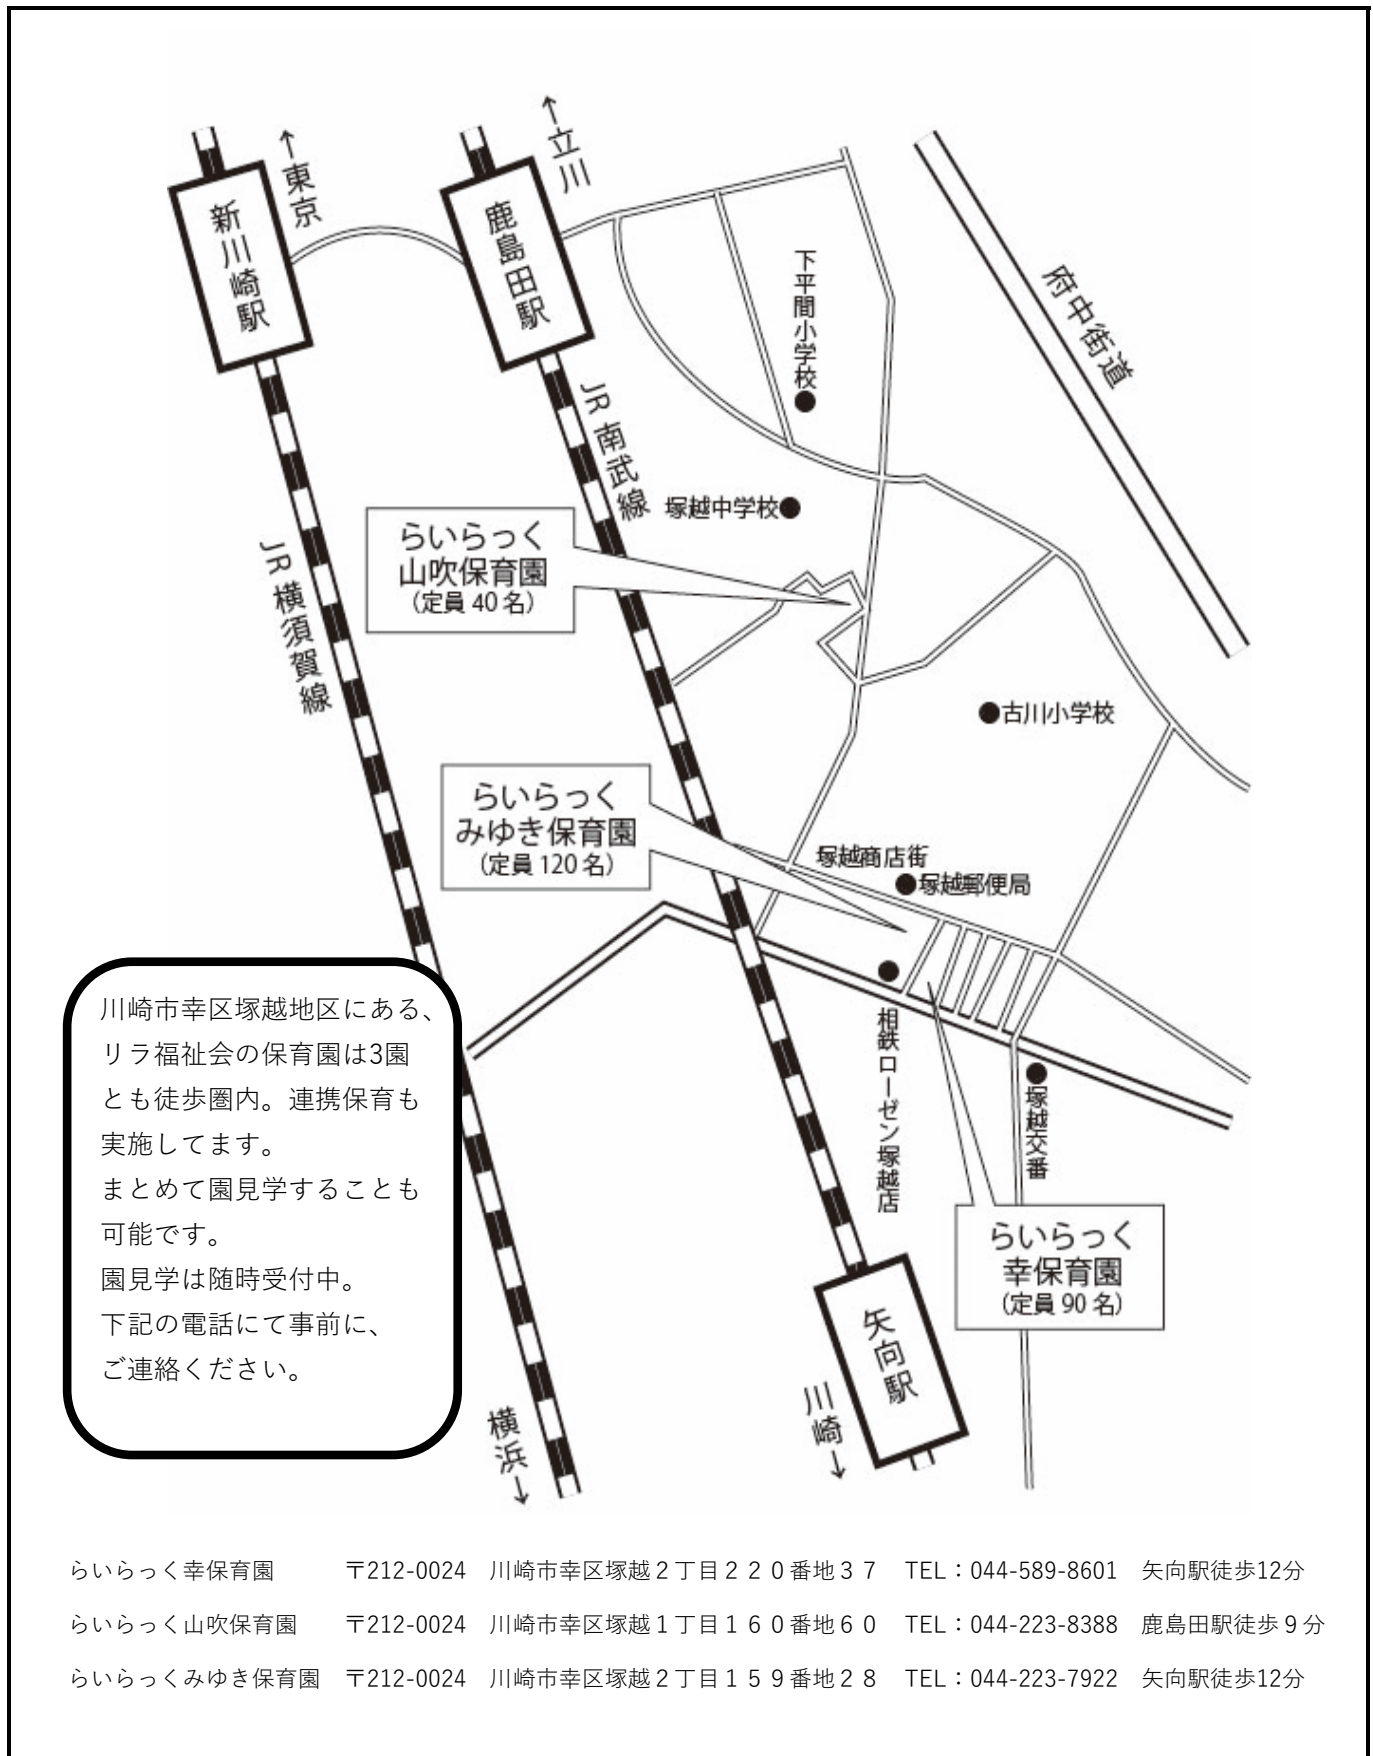 ↑東京
↑立川
新川崎駅
鹿島田駅
下平間小学校
府中街道
JR 南武線
塚越中学校
らいらっく
山吹保育園
(定員 40 名)
JR 横須賀線
古川小学校
らいらっく
みゆき保育園
(定員 120 名)
塚越商店街
塚越郵便局
相鉄ローゼン塚越店
塚越交番
らいらっく
幸保育園
(定員 90 名)
矢向駅
川崎↓
横浜↓
川崎市幸区塚越地区にある、
リラ福祉会の保育園は3園
とも徒歩圏内。連携保育も
実施してます。
まとめて園見学することも
可能です。
園見学は随時受付中。
下記の電話にて事前に、
ご連絡ください。
らいらっく幸保育園 〒212-0024 川崎市幸区塚越２丁目２２０番地３７ TEL：044-589-8601 矢向駅徒歩12分
らいらっく山吹保育園 〒212-0024 川崎市幸区塚越１丁目１６０番地６０ TEL：044-223-8388 鹿島田駅徒歩９分
らいらっくみゆき保育園 〒212-0024 川崎市幸区塚越２丁目１５９番地２８ TEL：044-223-7922 矢向駅徒歩12分